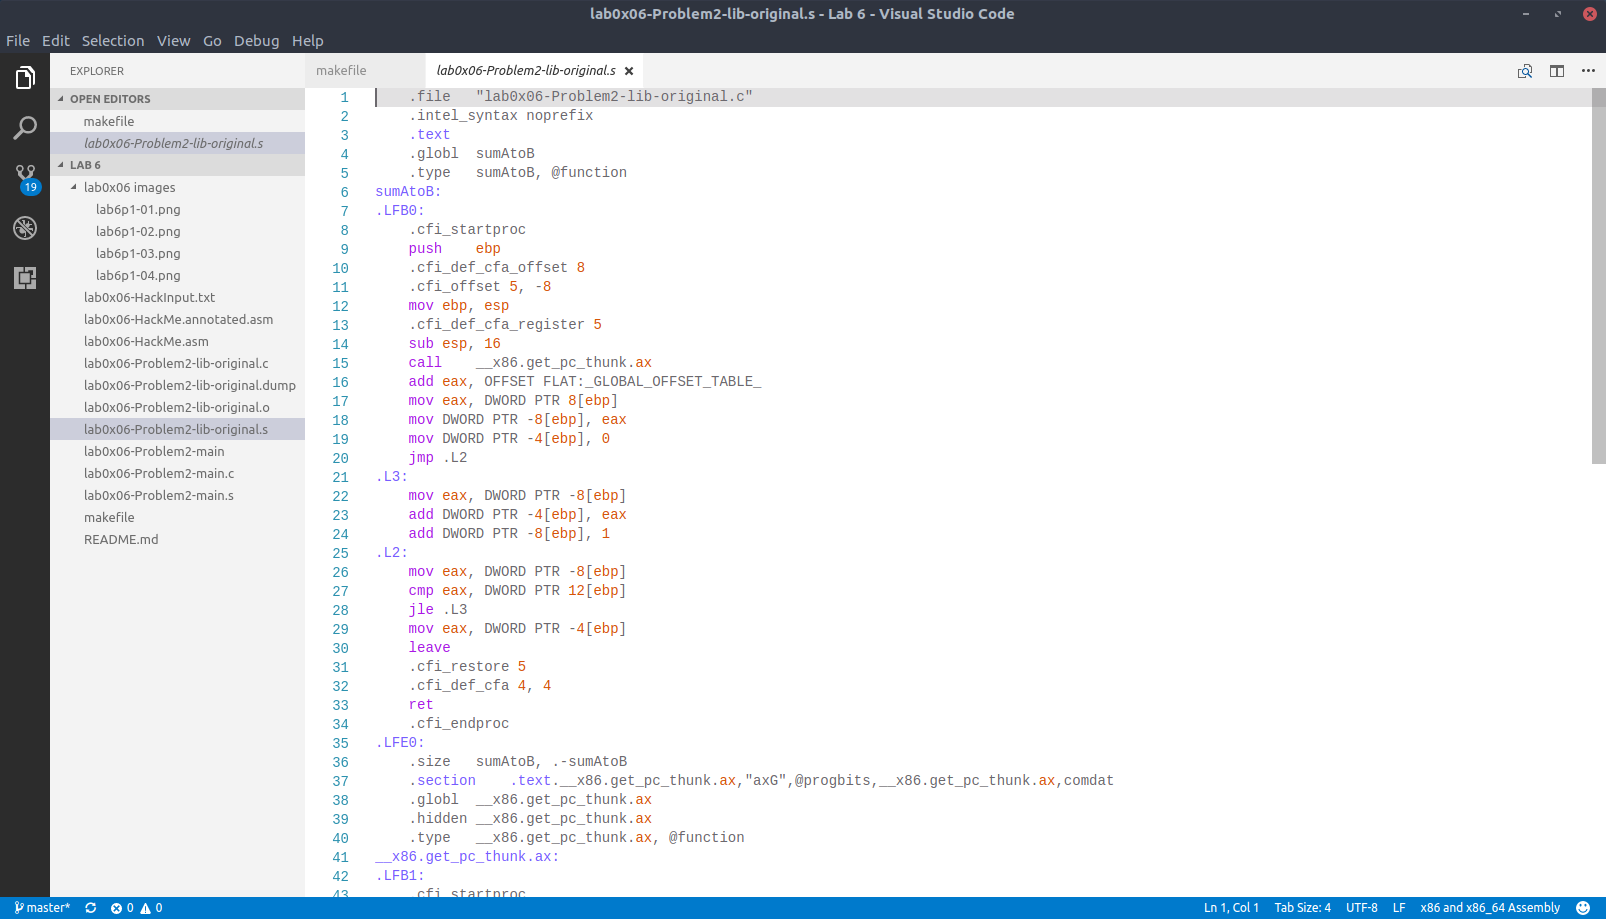 lab0x06-Problem2-lib-original.s - Lab 6 - Visual Studio Code
File Edit Selection View Go Debug Help
EXPLORER
OPEN EDITORS
makefile
lab0x06-Problem2-lib-original.s
LAB 6
lab0x06 images
lab6p1-01.png
lab6p1-02.png
lab6p1-03.png
lab6p1-04.png
lab0x06-HackInput.txt
lab0x06-HackMe.annotated.asm
lab0x06-HackMe.asm
lab0x06-Problem2-lib-original.c
lab0x06-Problem2-lib-original.dump
lab0x06-Problem2-lib-original.o
lab0x06-Problem2-lib-original.s
lab0x06-Problem2-main
lab0x06-Problem2-main.c
lab0x06-Problem2-main.s
makefile
README.md
19
makefile lab0x06-Problem2-lib-original.s
1 .file "lab0x06-Problem2-lib-original.c"
2 .intel_syntax noprefix
3 .text
4 .globl sumAtoB
5 .type sumAtoB, @function
6 sumAtoB:
7 .LFB0:
8 .cfi_startproc
9 push ebp
10 .cfi_def_cfa_offset 8
11 .cfi_offset 5, -8
12 mov ebp, esp
13 .cfi_def_cfa_register 5
14 sub esp, 16
15 call __x86.get_pc_thunk.ax
16 add eax, OFFSET FLAT:_GLOBAL_OFFSET_TABLE_
17 mov eax, DWORD PTR 8[ebp]
18 mov DWORD PTR -8[ebp], eax
19 mov DWORD PTR -4[ebp], 0
20 jmp .L2
21 .L3:
22 mov eax, DWORD PTR -8[ebp]
23 add DWORD PTR -4[ebp], eax
24 add DWORD PTR -8[ebp], 1
25 .L2:
26 mov eax, DWORD PTR -8[ebp]
27 cmp eax, DWORD PTR 12[ebp]
28 jle .L3
29 mov eax, DWORD PTR -4[ebp]
30 leave
31 .cfi_restore 5
32 .cfi_def_cfa 4, 4
33 ret
34 .cfi_endproc
35 .LFE0:
36 .size sumAtoB, .-sumAtoB
37 .section .text.__x86.get_pc_thunk.ax,"axG",@progbits,__x86.get_pc_thunk.ax,comdat
38 .globl __x86.get_pc_thunk.ax
39 .hidden __x86.get_pc_thunk.ax
40 .type __x86.get_pc_thunk.ax, @function
41 __x86.get_pc_thunk.ax:
42 .LFB1:
43 .cfi_startproc
master* 0 0 Ln 1, Col 1 Tab Size: 4 UTF-8 LF x86 and x86_64 Assembly